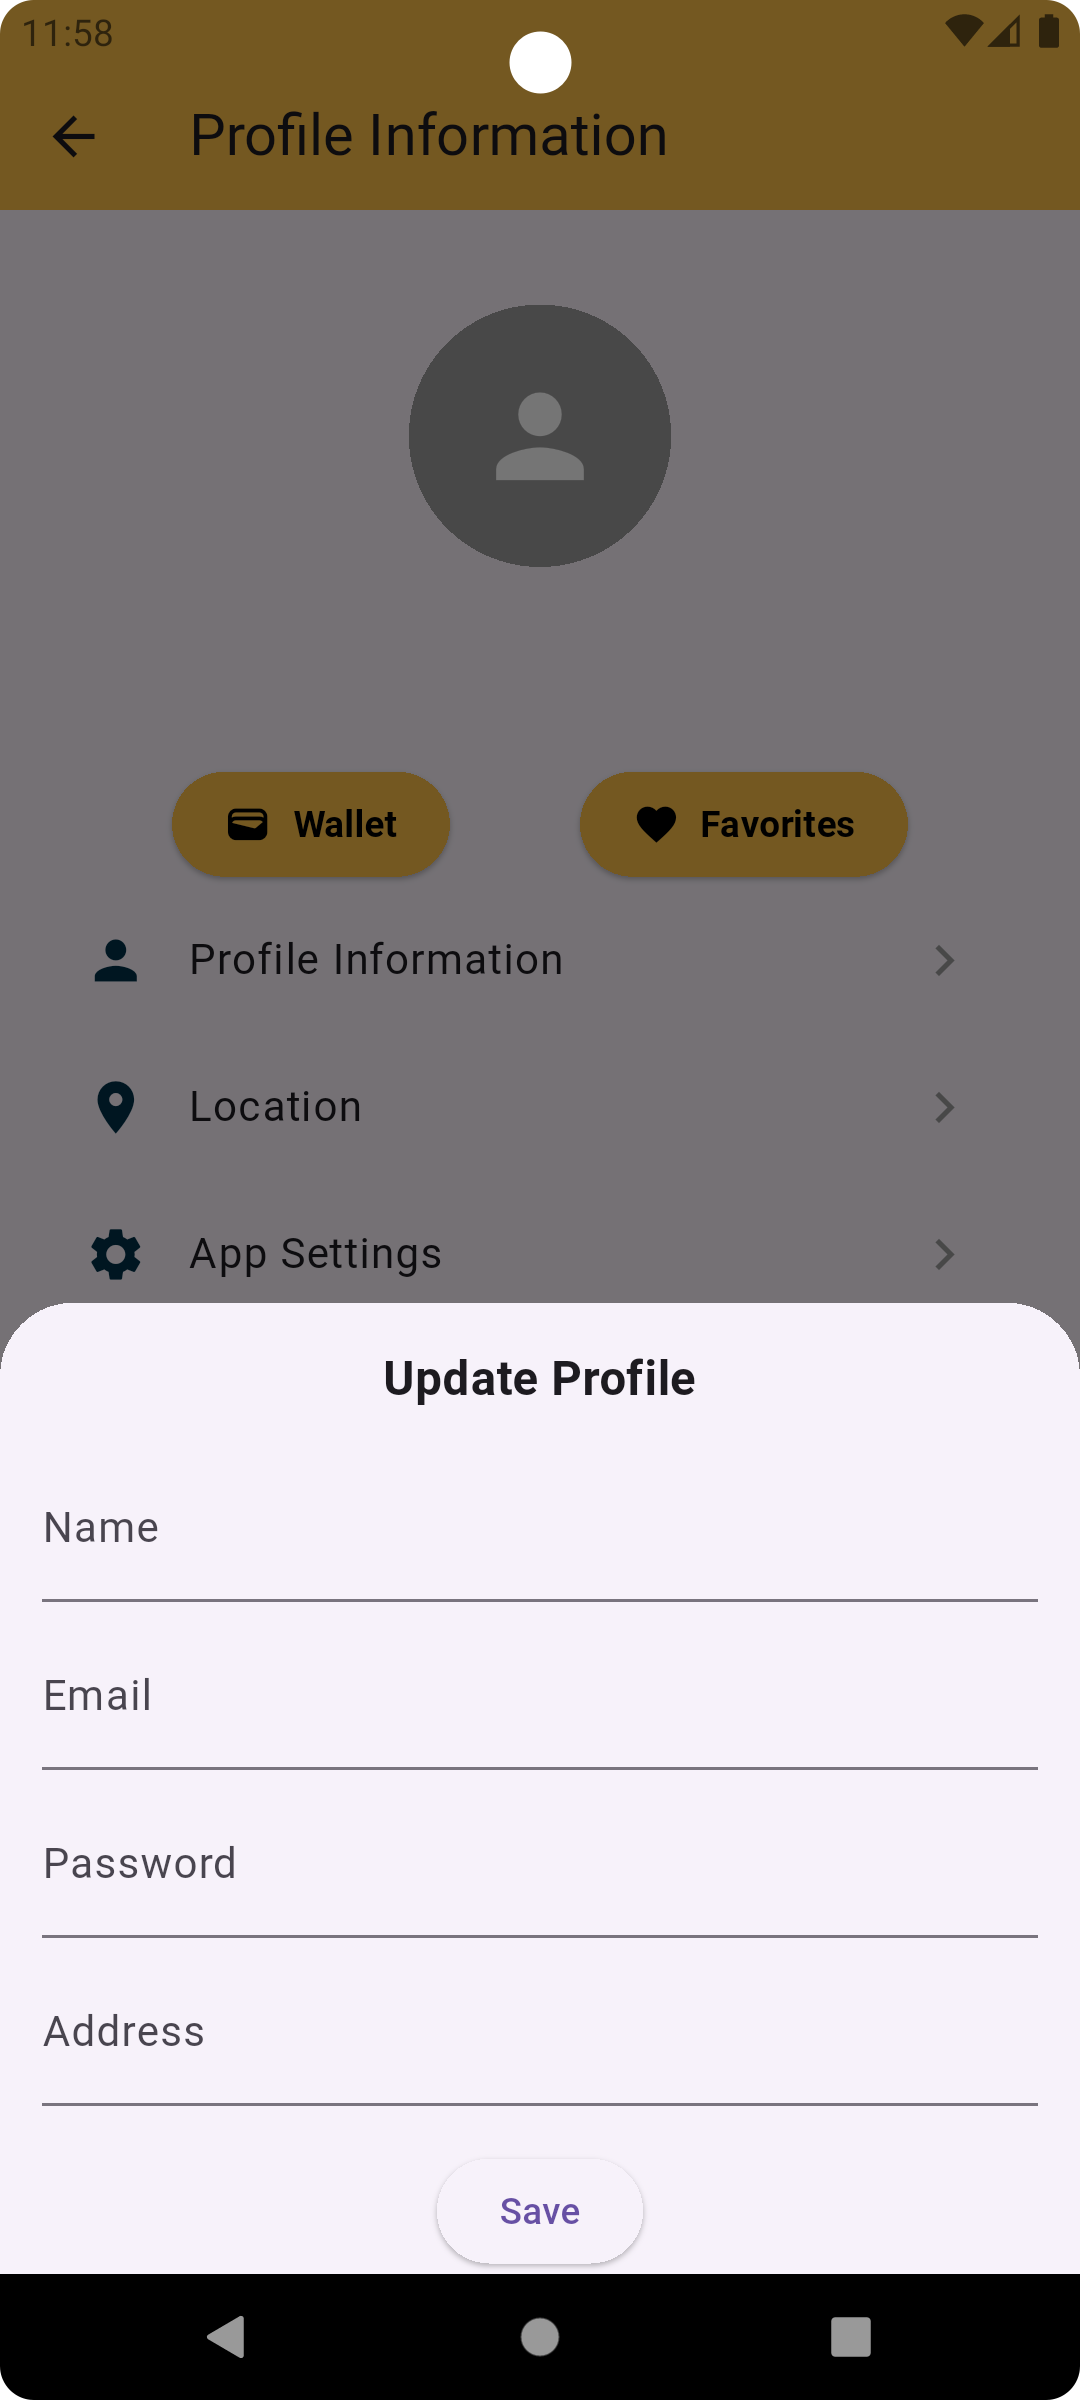 11:58
Profile Information
Wallet
Favorites
Profile Information
Location
App Settings
Update Profile
Name
Email
Password
Address
Save